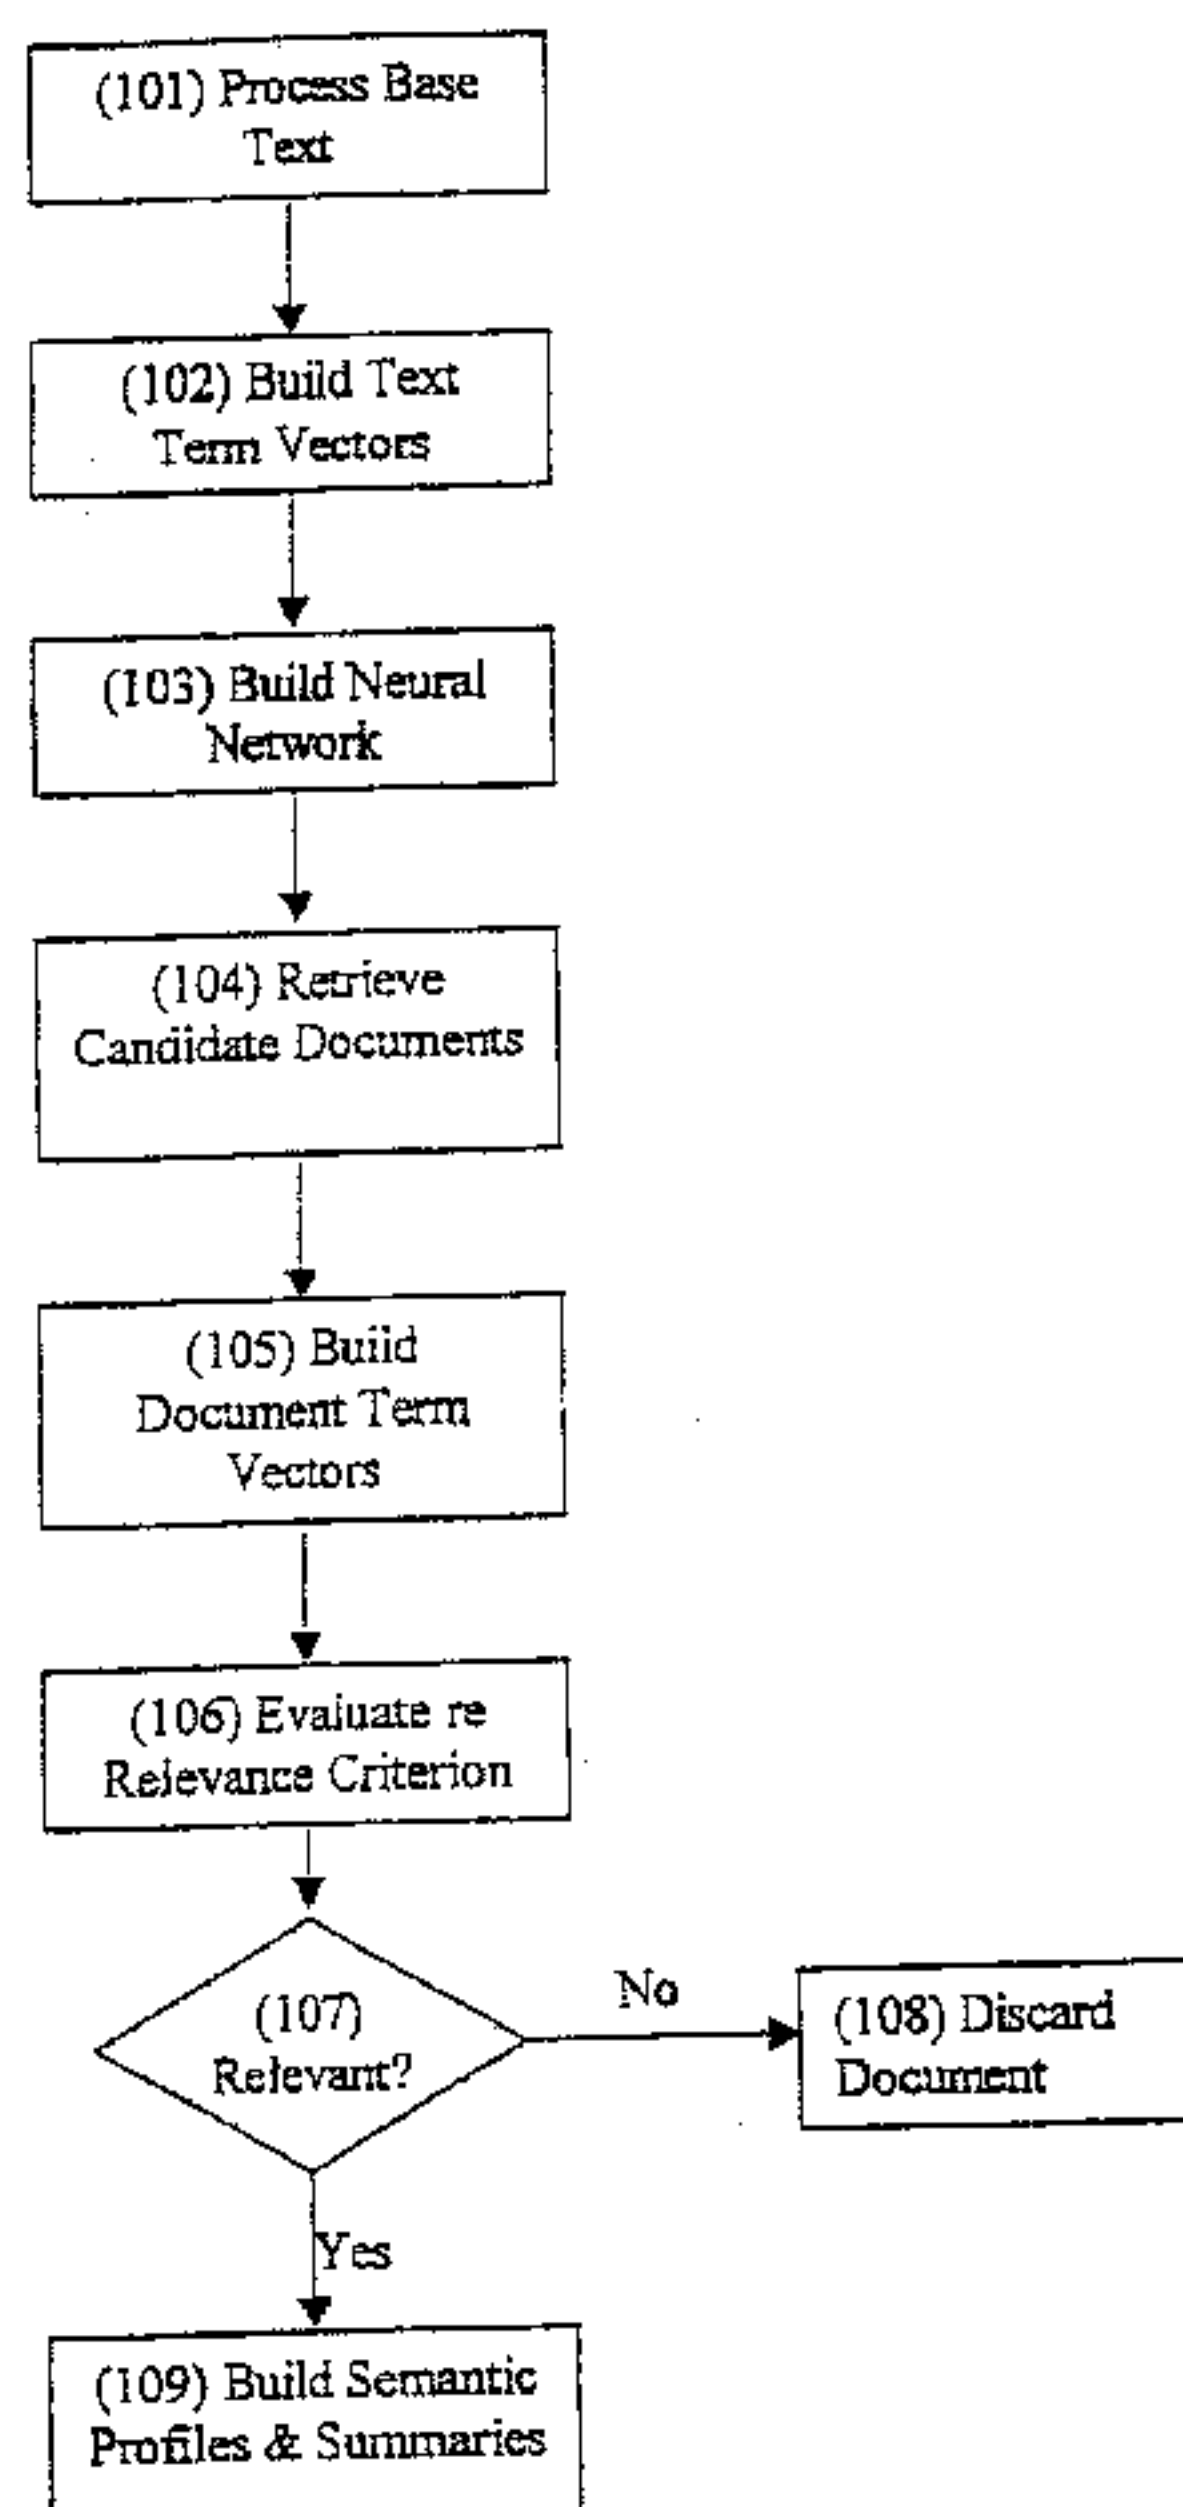 (101) Process Base
Text
(102) Build Text
Term Vectors
(103) Build Neural
Network
(104) Retrieve
Candidate Documents
(105) Build
Document Term
Vectors
(106) Evaluate re
Relevance Criterion
(107)
Relevant?
No
(108) Discard
Document
Yes
(109) Build Semantic
Profiles & Summaries